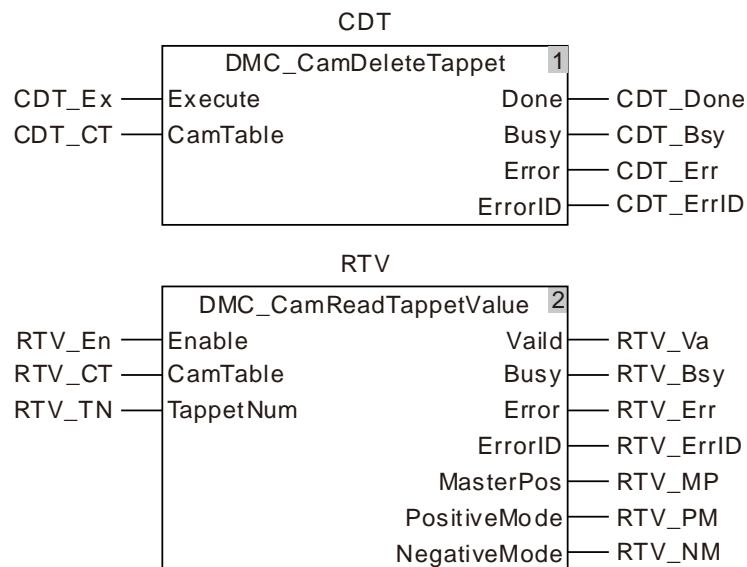 CDT
DMC_CamDeleteTappet 1
CDT_Ex Execute Done CDT_Done
CDT_CT CamTable Busy CDT_Bsy
Error CDT_Err
ErrorID CDT_ErrID
RTV
DMC_CamReadTappetValue 2
RTV_En Enable Vaild RTV_Va
RTV_CT CamTable Busy RTV_Bsy
RTV_TN TappetNum Error RTV_Err
ErrorID RTV_ErrID
MasterPos RTV_MP
PositiveMode RTV_PM
NegativeMode RTV_NM